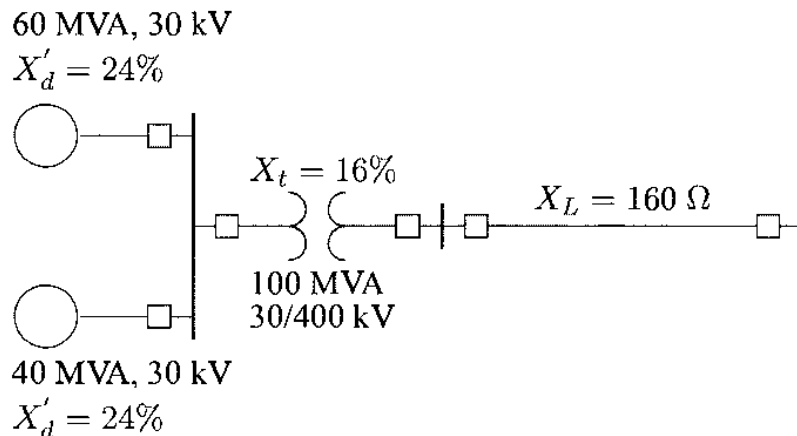 60 MVA, 30 kV
X'_d = 24%
X_t = 16%
X_L = 160 Ω
100 MVA
30/400 kV
40 MVA, 30 kV
X'_d = 24%